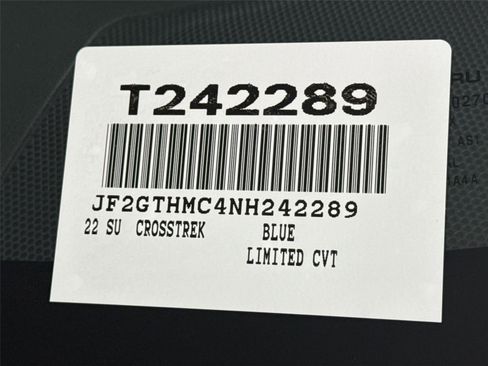 T242289
JF2GTHMC4NH242289
22 SU CROSSTREK BLUE
LIMITED CVT